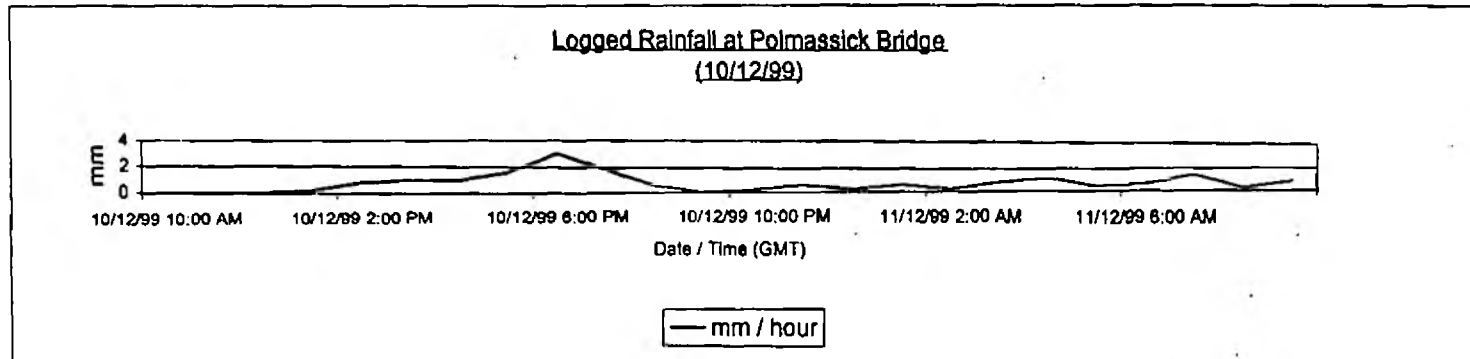 Logged Rainfall at Polmassick Bridge
(10/12/99)
4
2
0
mm
10/12/99 10:00 AM 10/12/99 2:00 PM 10/12/99 6:00 PM 10/12/99 10:00 PM 11/12/99 2:00 AM 11/12/99 6:00 AM
Date / Time (GMT)
mm / hour